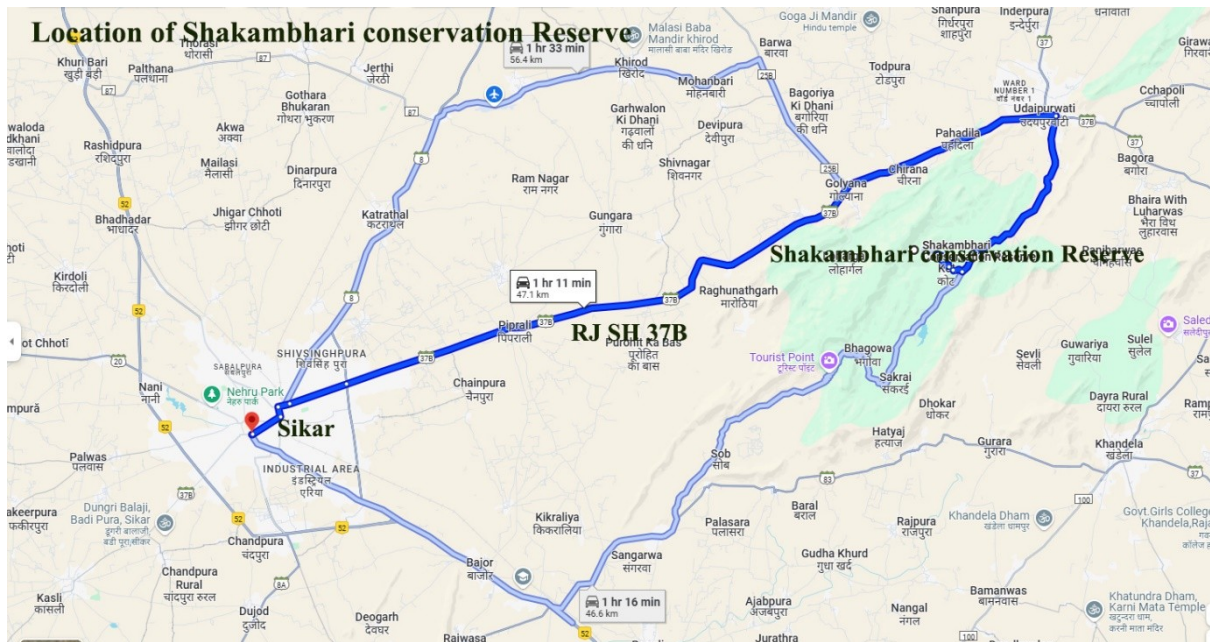 Location of Shakambhari conservation Reserve
1 hr 33 min
56.4 km
Malasi Baba
Mandir khirod
मालासी बाबा
मंदिर खिरोड
Goga Ji Mandir
Hindu temple
Shanpura
गिर्धरपुरा
शाहपुरा
Inderpura
इन्द्रपुरा
धनावता
Khuri Bari
खुड़ी बड़ी
Palthana
पलथाना
Thorasi
थोरासी
Jerthi
जेरठी
Khirod
खिरोद
Barwa
बारवा
Mohanbari
मोहनबारी
Todpura
टोडपुरा
WARD
NUMBER 1
वॉर्ड नंबर 1
Udaipurwati
उदयपुरवाटी
Cchapoli
Gothara
Bhukaran
गोथरा भुकरण
Garhwalon
Ki Dhani
गढ़वालों
की ढाणी
Bagoriya
Ki Dhani
बगोरिया
की धनि
Devipura
देवीपुरा
Pahadila
Akwa
अक्वा
Rashidpura
रशिदपुरा
Mailasi
मैलासी
Dinarpura
दिनारपुरा
Shivnagar
शिवनगर
Chirana
चीरना
Bagora
बगोरा
Ram Nagar
राम नगर
Golyana
गोल्याना
Bhadhadar
भाधादर
Jhigar Chhoti
झीगर छोटी
Katrathal
कटराथल
Gungara
गुंगारा
Bhaira With
Luharwas
भैरा विथ
लुहारवास
Kirdoli
किरदोली
Shakambhari conservation Reserve
लोहार्गल
कोट
1 hr 11 min
47.1 km
Raghunathgarh
मारोठिया
Piprali
पिपराली
RJ SH 37B
Purohit Ka Bas
पुरोहित
का बास
Tourist Point
टूरिस्ट पॉइंट
Bhagowa
भगोवा
Sakrai
सकरई
Sevli
सेवली
Guwariya
गुवारिया
Sulel
सुलेल
SHIVSINGHPURA
शिवसिंह पुरा
SABALPURA
Nehru Park
नेहरु पार्क
Nani
नानी
Chainpura
चैनपुरा
Dhokar
धोकर
Dayra Rural
दायरा रुरल
Sikar
Hatyaj
हत्याज
Gurara
गुरारा
Khandela
खंडेला
Palwas
पलवास
INDUSTRIAL AREA
इंडस्ट्रियल
एरिया
Sob
सोब
Dungri Balaji,
Badi Pura, Sikar
Kikraliya
किकरालिया
Palasara
पलासरा
Baral
बराल
Rajpura
राजपुरा
Khandela Dham
Govt.Girls College
Chandpura
चंदपुरा
Chandpura
Rural
चांदपुरा रुरल
Bajor
बाजोर
Sangarwa
संगरवा
Gudha Khurd
गुधा खर्द
Kasli
कासली
Dujod
दुजोद
Deogarh
देवघर
1 hr 16 min
46.6 km
Ajabpura
अजबपुरा
Bamanwas
बामनवास
Nangal
नंगल
Khatundra Dham,
Karni Mata Temple
Jurathra